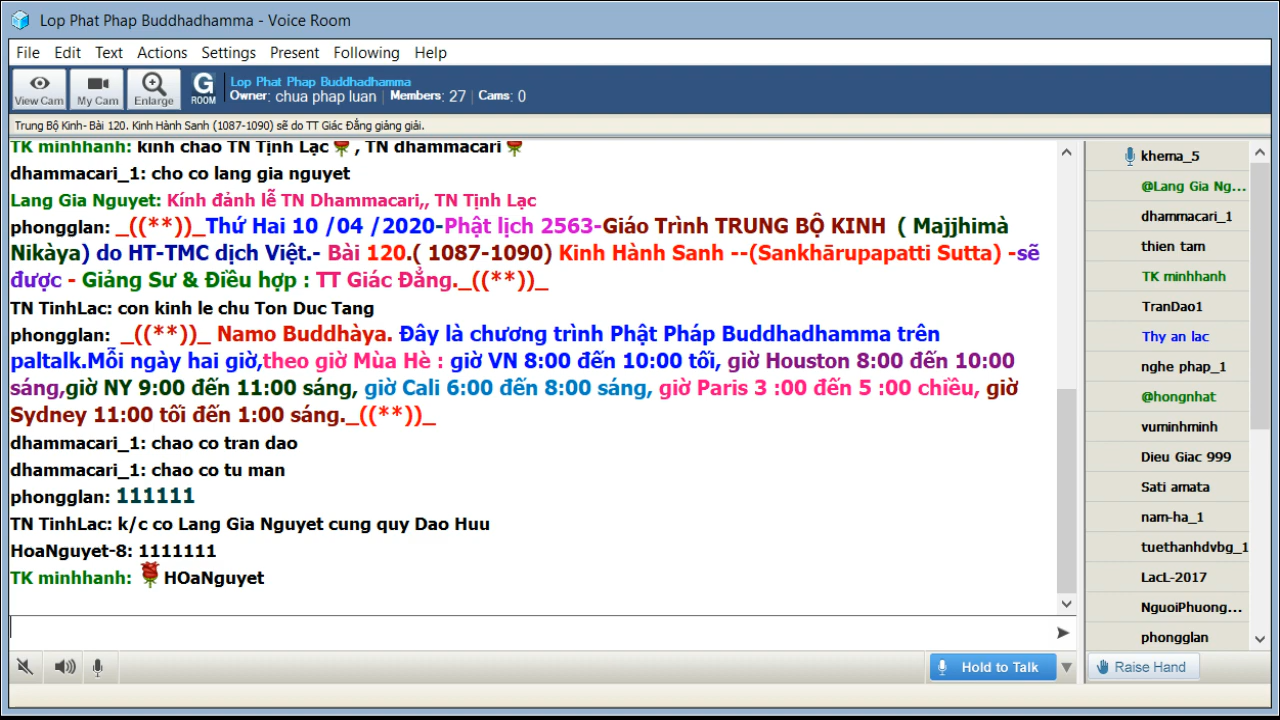 Lop Phat Phap Buddhadhamma - Voice Room
File Edit Text Actions Settings Present Following Help
View Cam My Cam Enlarge G ROOM
Lop Phat Phap Buddhadhamma
Owner: chua phap luan Members: 27 Cams: 0
Trung Bộ Kinh- Bài 120. Kinh Hành Sanh (1087-1090) sẽ do TT Giác Đẳng giảng giải.
TK minhhanh: kinh chao TN Tịnh Lạc , TN dhammacari
dhammacari_1: cho co lang gia nguyet
Lang Gia Nguyet: Kính đảnh lễ TN Dhammacari,, TN Tịnh Lạc
phongglan: _((**))_Thứ Hai 10 /04 /2020-Phật lịch 2563-Giáo Trình TRUNG BỘ KINH ( Majjhimà
Nikàya) do HT-TMC dịch Việt.- Bài 120.( 1087-1090) Kinh Hành Sanh --(Sankhārupapatti Sutta) -sẽ
được - Giảng Sư & Điều hợp : TT Giác Đẳng._((**))_
TN TinhLac: con kinh le chu Ton Duc Tang
phongglan: _((**))_ Namo Buddhàya. Đây là chương trình Phật Pháp Buddhadhamma trên
paltalk.Mỗi ngày hai giờ,theo giờ Mùa Hè : giờ VN 8:00 đến 10:00 tối, giờ Houston 8:00 đến 10:00
sáng,giờ NY 9:00 đến 11:00 sáng, giờ Cali 6:00 đến 8:00 sáng, giờ Paris 3 :00 đến 5 :00 chiều, giờ
Sydney 11:00 tối đến 1:00 sáng._((**))_
dhammacari_1: chao co tran dao
dhammacari_1: chao co tu man
phongglan: 111111
TN TinhLac: k/c co Lang Gia Nguyet cung quy Dao Huu
HoaNguyet-8: 1111111
TK minhhanh: HOaNguyet
khema_5
@Lang Gia Ng...
dhammacari_1
thien tam
TK minhhanh
TranDao1
Thy an lac
nghe phap_1
@hongnhat
vuminhminh
Dieu Giac 999
Sati amata
nam-ha_1
tuethanhdvbg_1
LacL-2017
NguoiPhuong...
phongglan
Hold to Talk
Raise Hand